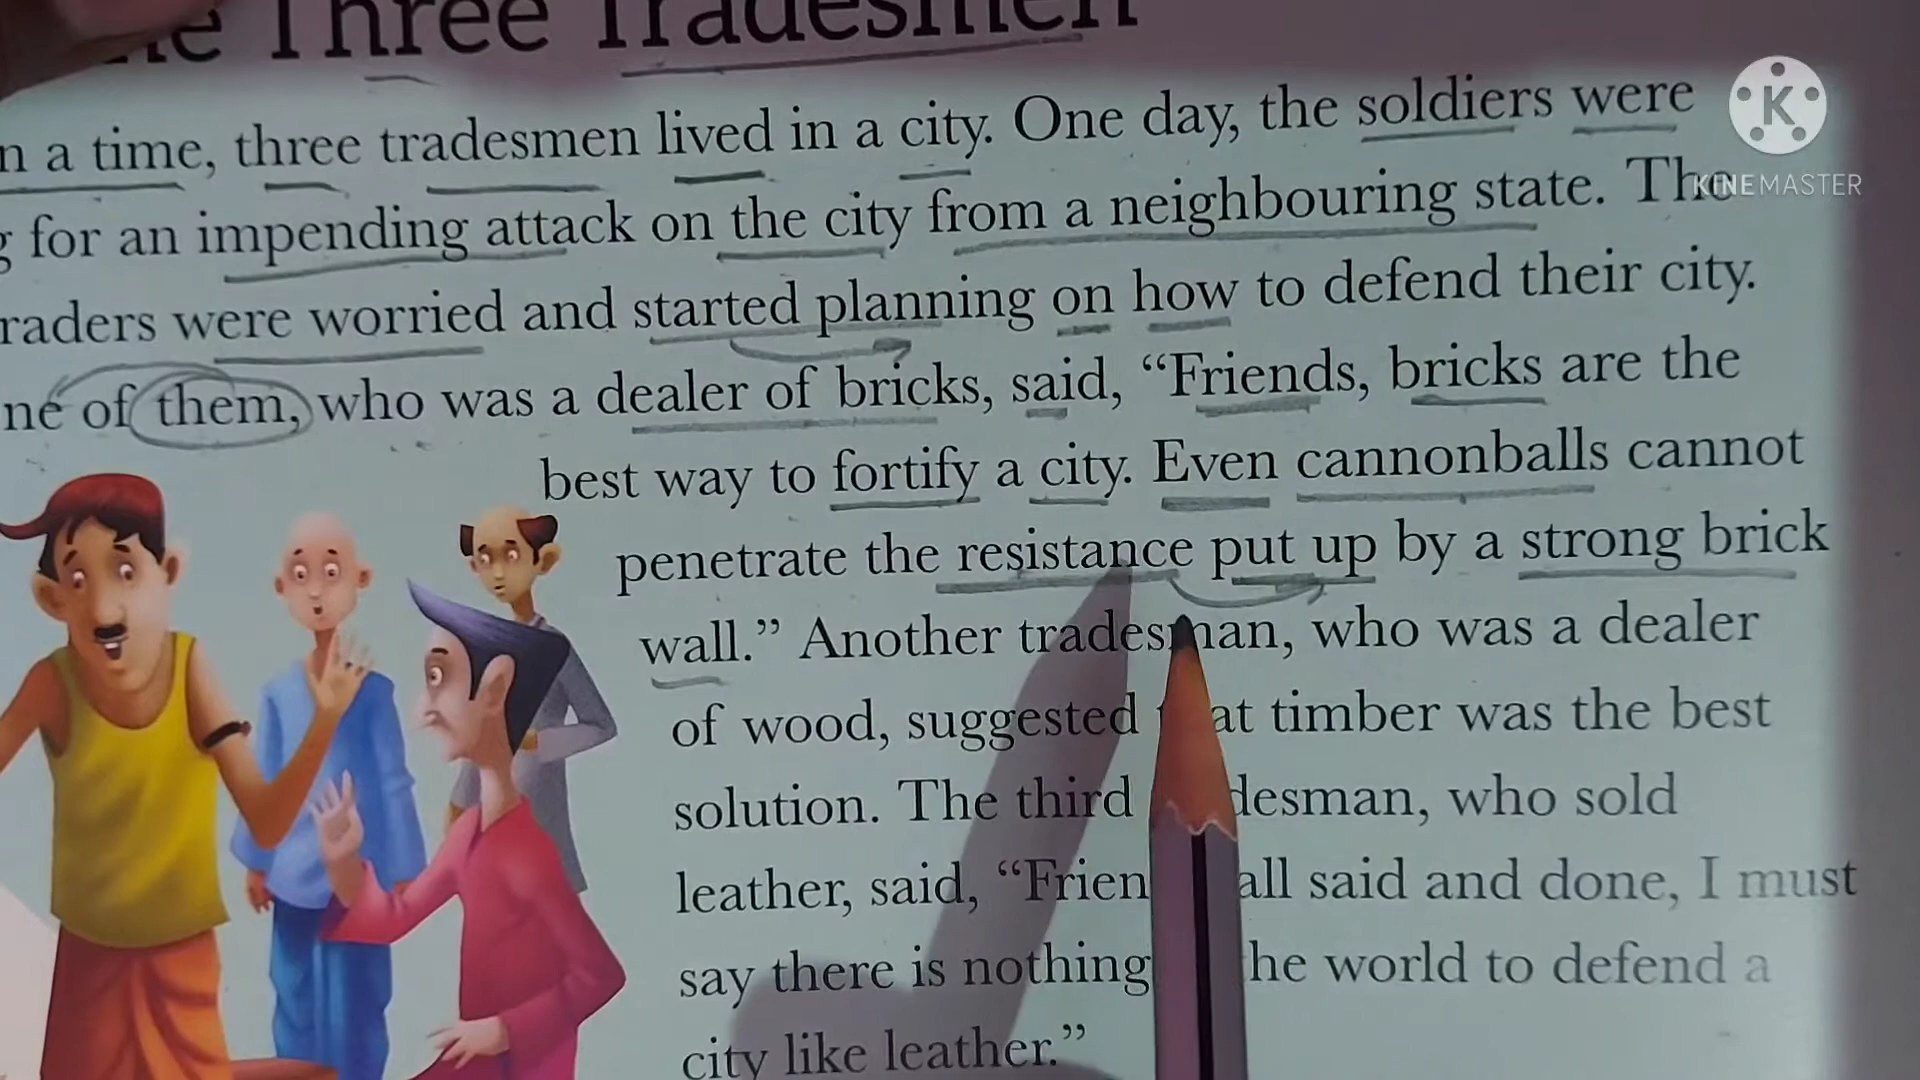 Three Tradesmen
n a time, three tradesmen lived in a city. One day, the soldiers were
g for an impending attack on the city from a neighbouring state. The
raders were worried and started planning on how to defend their city.
ne of them, who was a dealer of bricks, said, “Friends, bricks are the
best way to fortify a city. Even cannonballs cannot
penetrate the resistance put up by a strong brick
wall.” Another tradesman, who was a dealer
of wood, suggested at timber was the best
solution. The third desman, who sold
leather, said, “Frien all said and done, I must
say there is nothing he world to defend a
city like leather.”
K
KINEMASTER